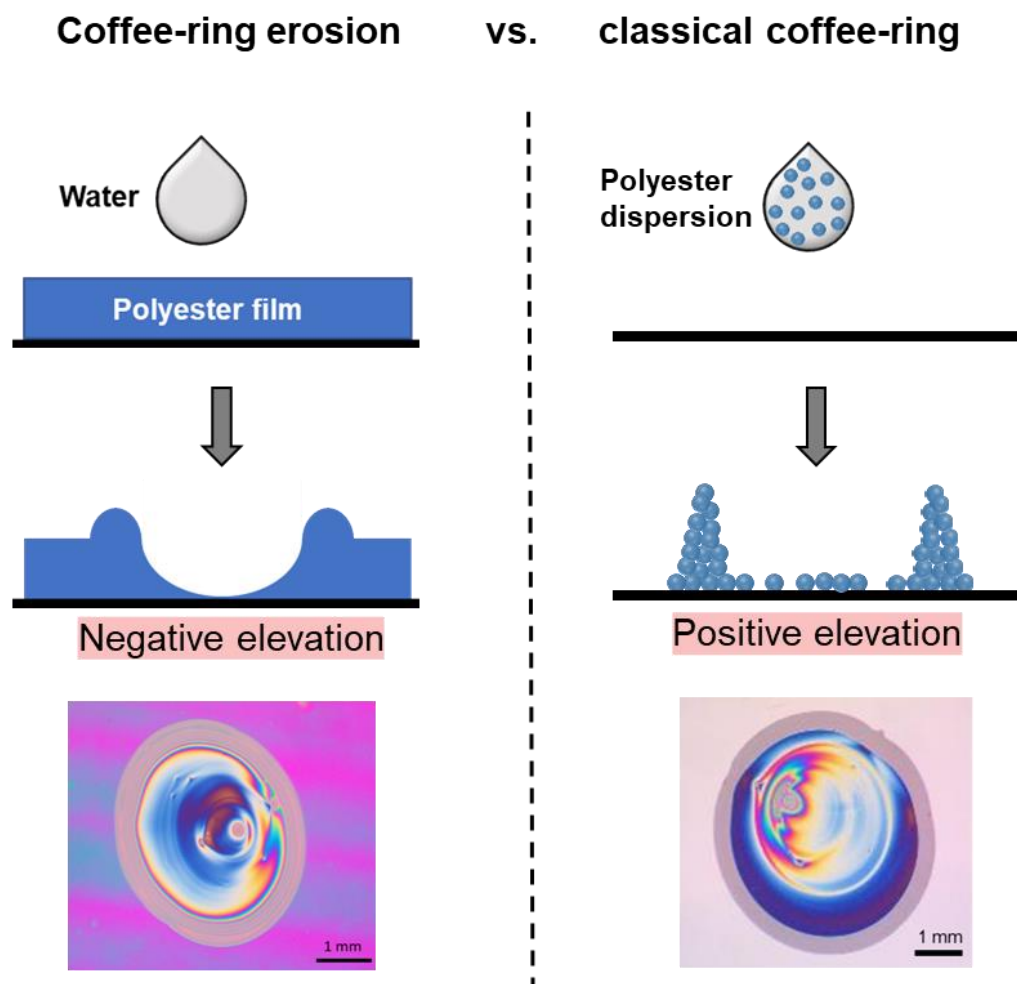 Coffee-ring erosion vs. classical coffee-ring
Water
Polyester film
Negative elevation
1 mm
Polyester
dispersion
Positive elevation
1 mm